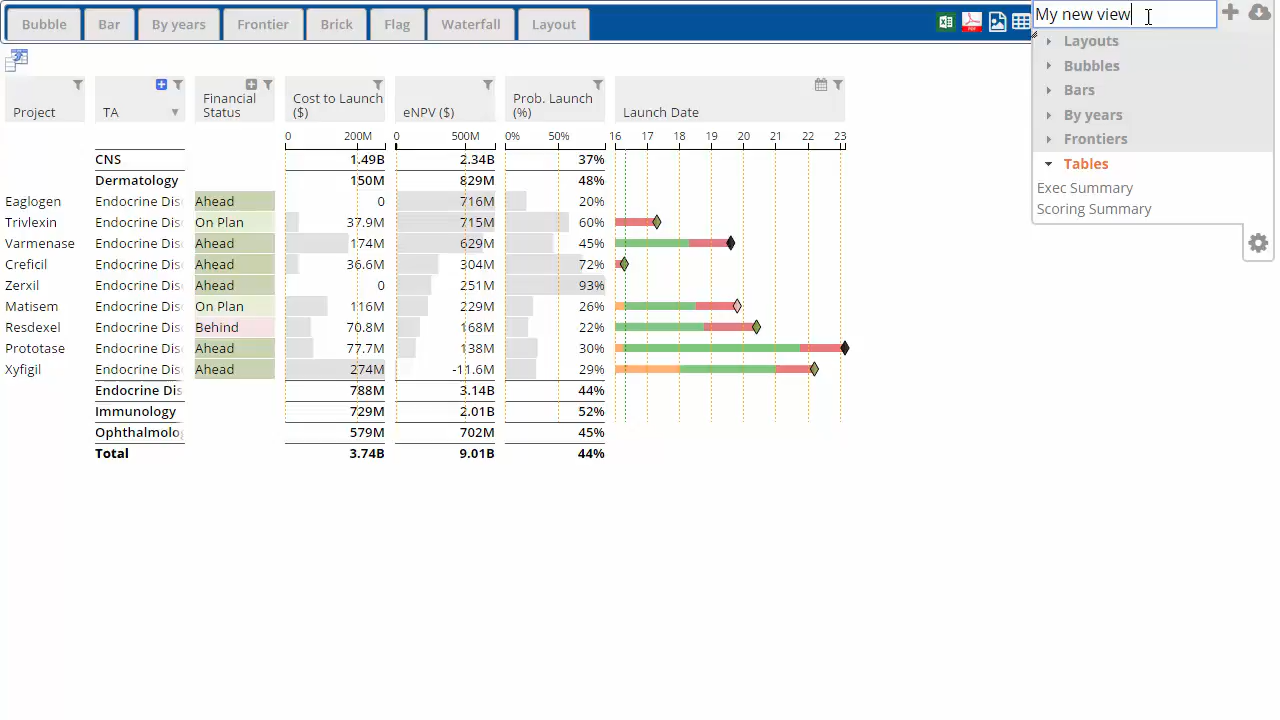 Bubble Bar By years Frontier Brick Flag Waterfall Layout
My new view
Layouts
Bubbles
Bars
By years
Frontiers
Tables
Exec Summary
Scoring Summary
Project TA Financial Status Cost to Launch ($) eNPV ($) Prob. Launch (%) Launch Date
0 200M 0 500M 0% 50% 16 17 18 19 20 21 22 23
CNS 1.49B 2.34B 37%
Dermatology 150M 829M 48%
Eaglogen Endocrine Dis Ahead 0 716M 20%
Trivlexin Endocrine Dis On Plan 37.9M 715M 60%
Varmenase Endocrine Dis Ahead 174M 629M 45%
Creficil Endocrine Dis Ahead 36.6M 304M 72%
Zerxil Endocrine Dis Ahead 0 251M 93%
Matisem Endocrine Dis On Plan 116M 229M 26%
Resdexel Endocrine Dis Behind 70.8M 168M 22%
Prototase Endocrine Dis Ahead 77.7M 138M 30%
Xyfigil Endocrine Dis Ahead 274M -11.6M 29%
Endocrine Dis 788M 3.14B 44%
Immunology 729M 2.01B 52%
Ophthalmolo 579M 702M 45%
Total 3.74B 9.01B 44%